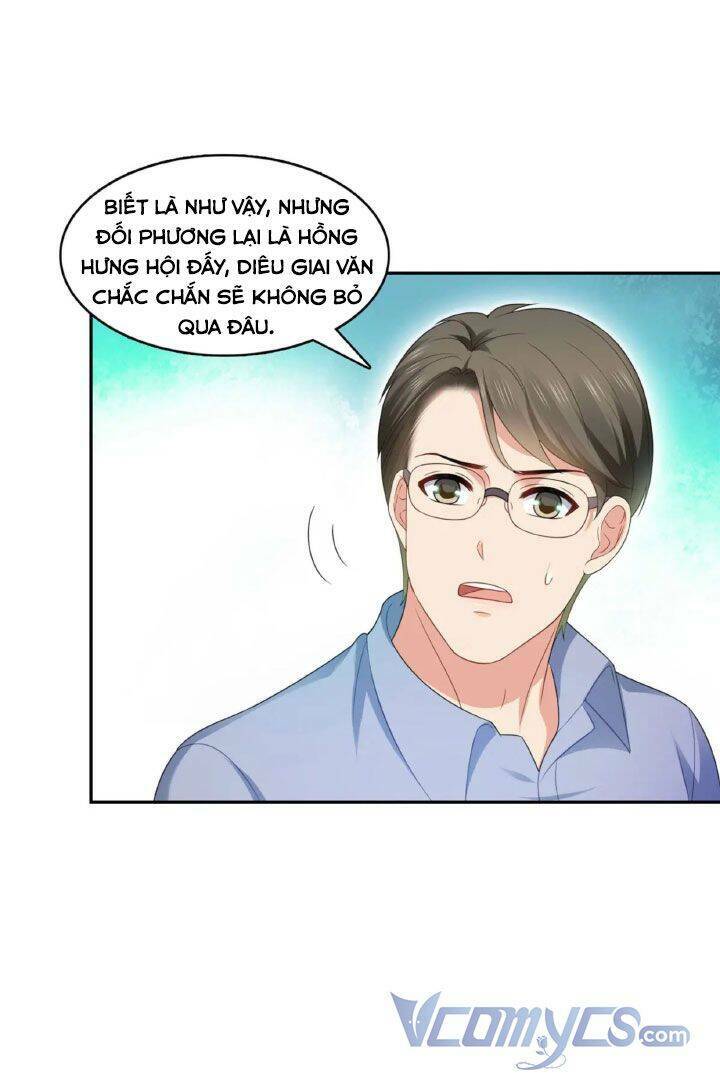 BIẾT LÀ NHƯ VẬY, NHƯNG
ĐỐI PHƯƠNG LẠI LÀ HỒNG
HƯNG HỘI ĐẤY, DIÊU GIAI VĂN
CHẮC CHẮN SẼ KHÔNG BỎ
QUA ĐÂU.
VCOMYCS.com